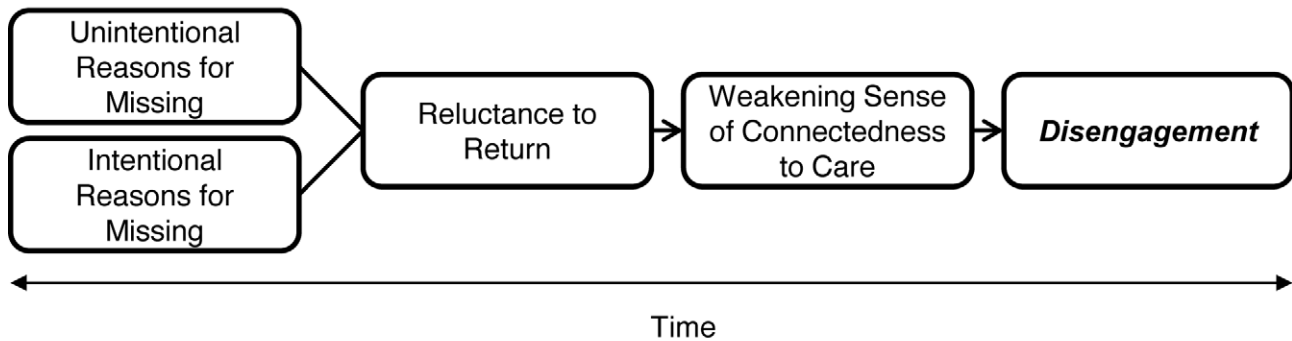 Unintentional
Reasons for
Missing
Intentional
Reasons for
Missing
Reluctance to
Return
Weakening Sense
of Connectedness
to Care
Disengagement
Time